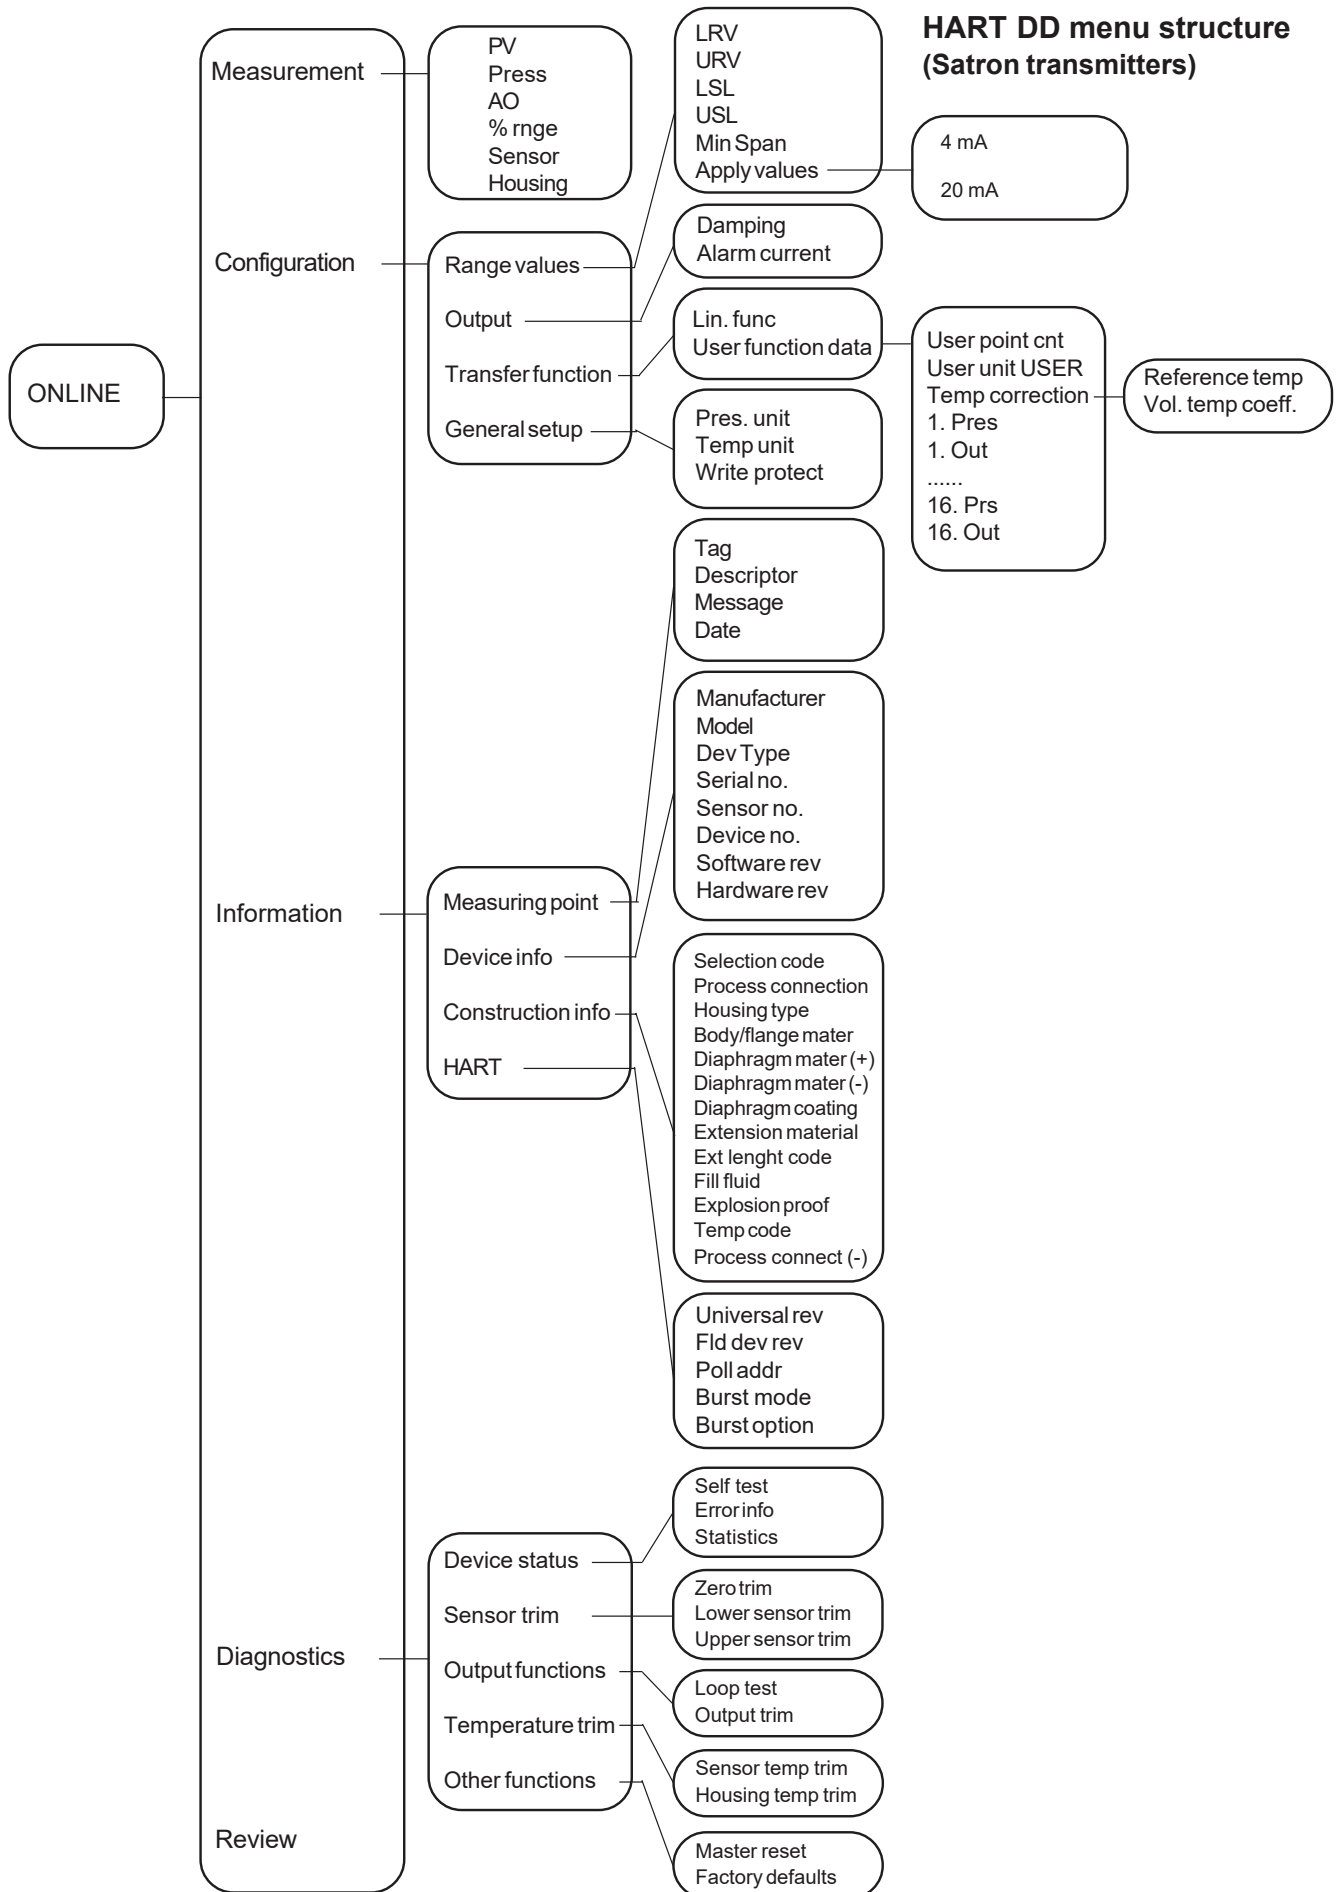 HART DD menu structure
(Satron transmitters)
ONLINE
Measurement
Configuration
Information
Diagnostics
Review
PV
Press
AO
% rnge
Sensor
Housing
Range values
Output
Transfer function
General setup
LRV
URV
LSL
USL
Min Span
Apply values
4 mA
20 mA
Damping
Alarm current
Lin. func
User function data
User point cnt
User unit USER
Temp correction
1. Pres
1. Out
......
16. Prs
16. Out
Reference temp
Vol. temp coeff.
Pres. unit
Temp unit
Write protect
Measuring point
Device info
Construction info
HART
Tag
Descriptor
Message
Date
Manufacturer
Model
Dev Type
Serial no.
Sensor no.
Device no.
Software rev
Hardware rev
Selection code
Process connection
Housing type
Body/flange mater
Diaphragm mater (+)
Diaphragm mater (-)
Diaphragm coating
Extension material
Ext lenght code
Fill fluid
Explosion proof
Temp code
Process connect (-)
Universal rev
Fld dev rev
Poll addr
Burst mode
Burst option
Device status
Sensor trim
Output functions
Temperature trim
Other functions
Self test
Error info
Statistics
Zero trim
Lower sensor trim
Upper sensor trim
Loop test
Output trim
Sensor temp trim
Housing temp trim
Master reset
Factory defaults